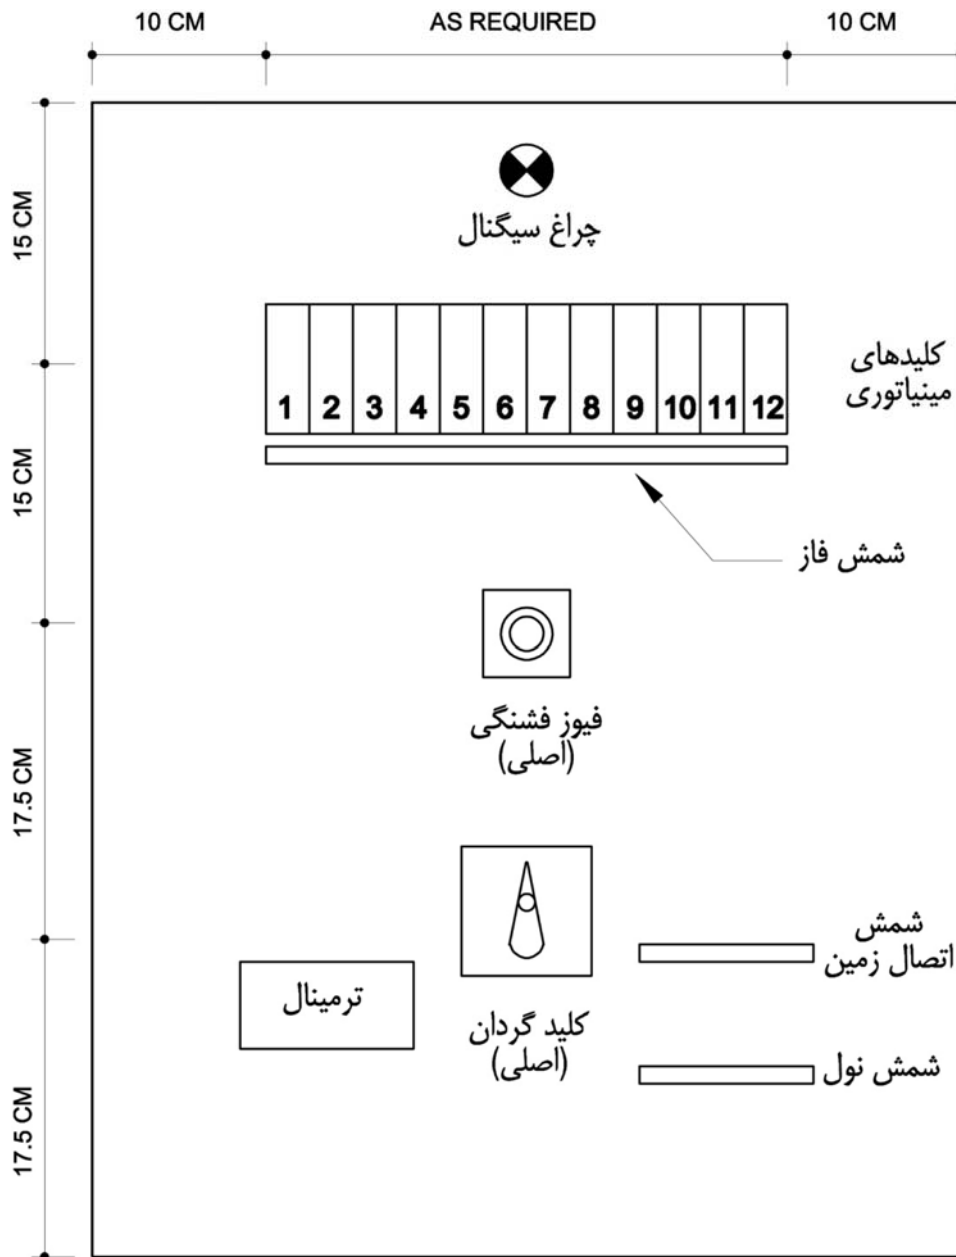 10 CM
AS REQUIRED
10 CM
15 CM
چراغ سیگنال
1 2 3 4 5 6 7 8 9 10 11 12
کلیدهای
مینیاتوری
15 CM
شمش فاز
فیوز فشنگی
(اصلی)
17.5 CM
شمش
اتصال زمین
ترمینال
کلید گردان
(اصلی)
شمش نول
17.5 CM